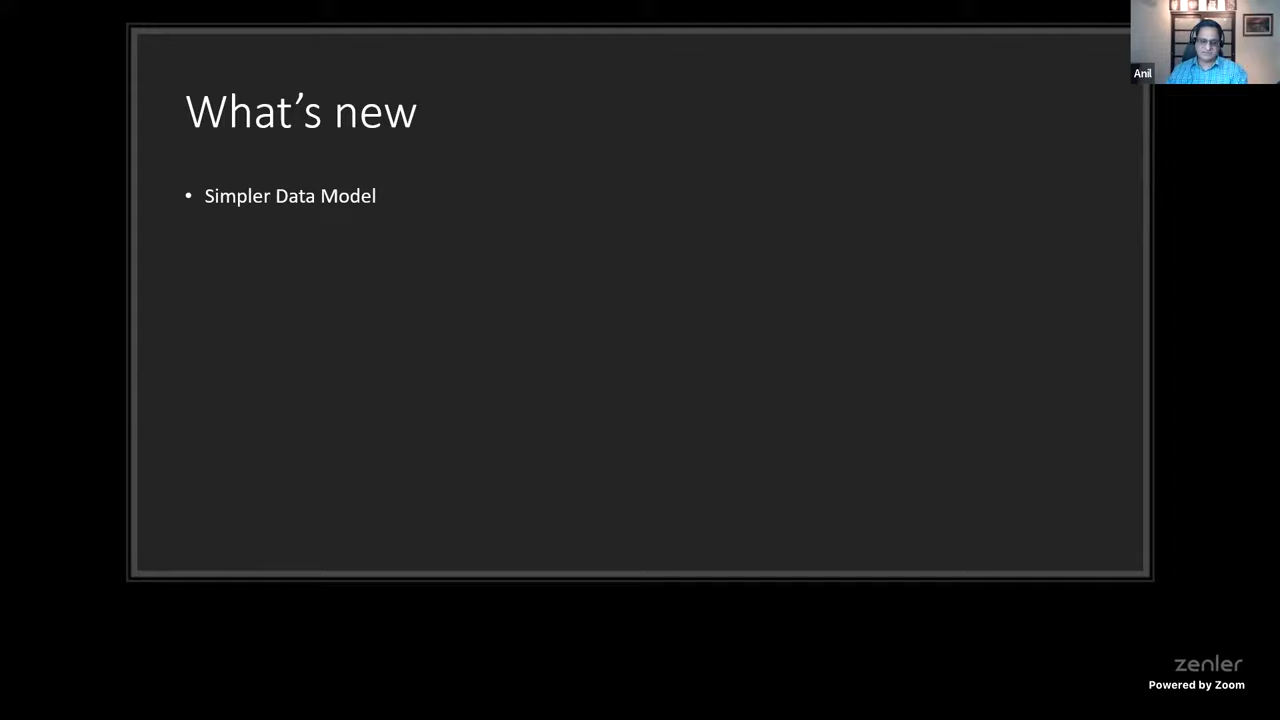 What's new
• Simpler Data Model
Anil
zenler
Powered by Zoom